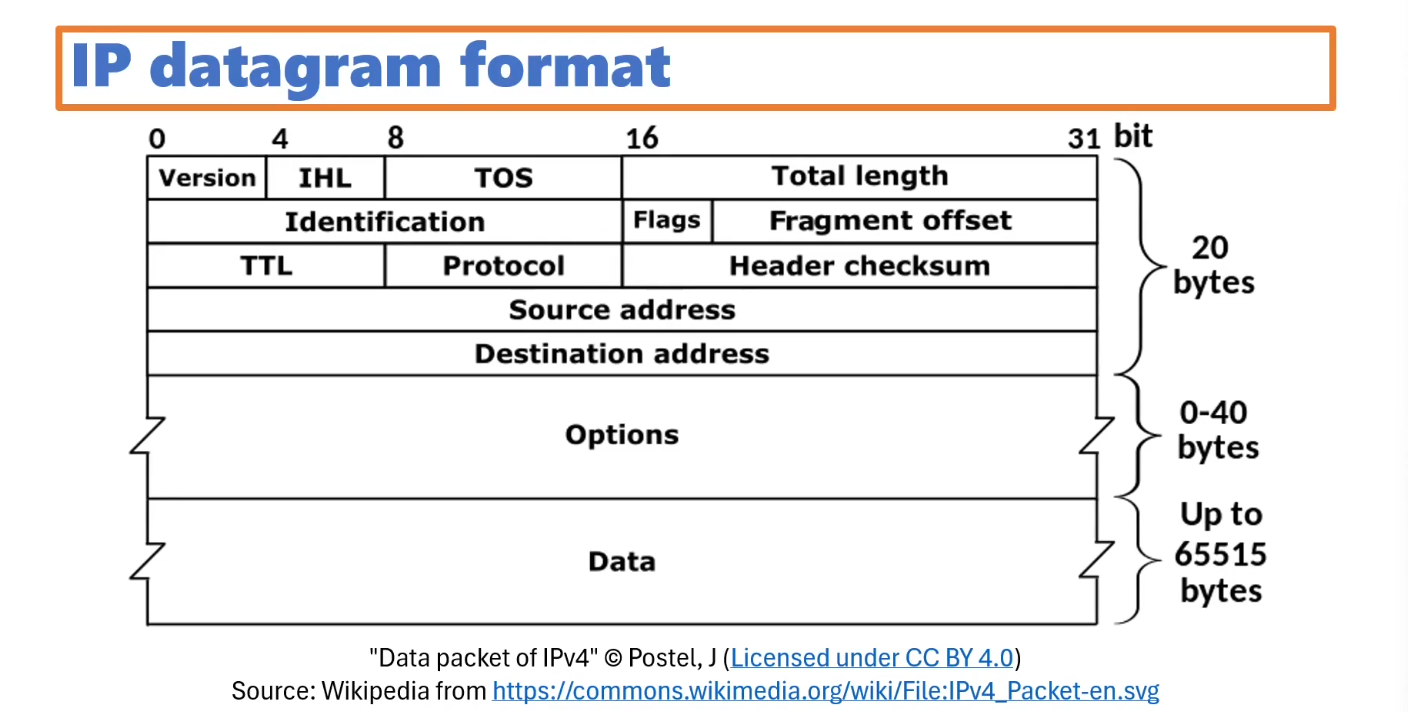 IP datagram format
0 4 8 16 31 bit
Version IHL TOS Total length
Identification Flags Fragment offset
TTL Protocol Header checksum
Source address
Destination address
20
bytes
Options
0-40
bytes
Data
Up to
65515
bytes
"Data packet of IPv4" © Postel, J (Licensed under CC BY 4.0)
Source: Wikipedia from https://commons.wikimedia.org/wiki/File:IPv4_Packet-en.svg